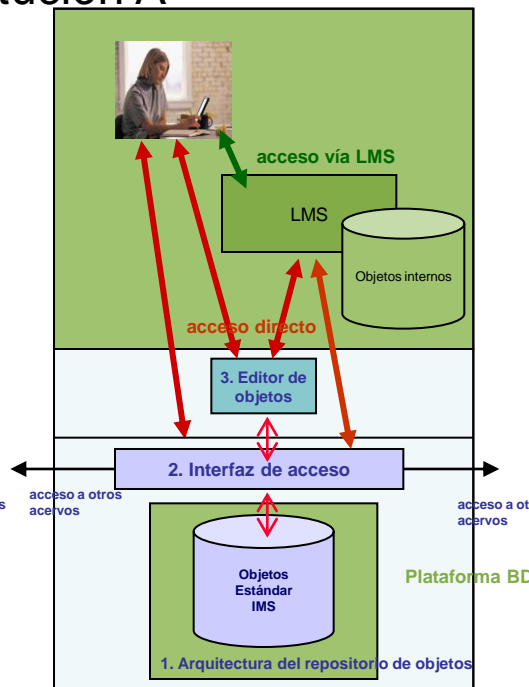 acceso vía LMS
LMS
Objetos internos
acceso directo
3. Editor de
objetos
2. Interfaz de acceso
acceso a otros
acervos
acceso a
acervos
Objetos
Estándar
IMS
Plataforma BD
1. Arquitectura del repositorio de objetos